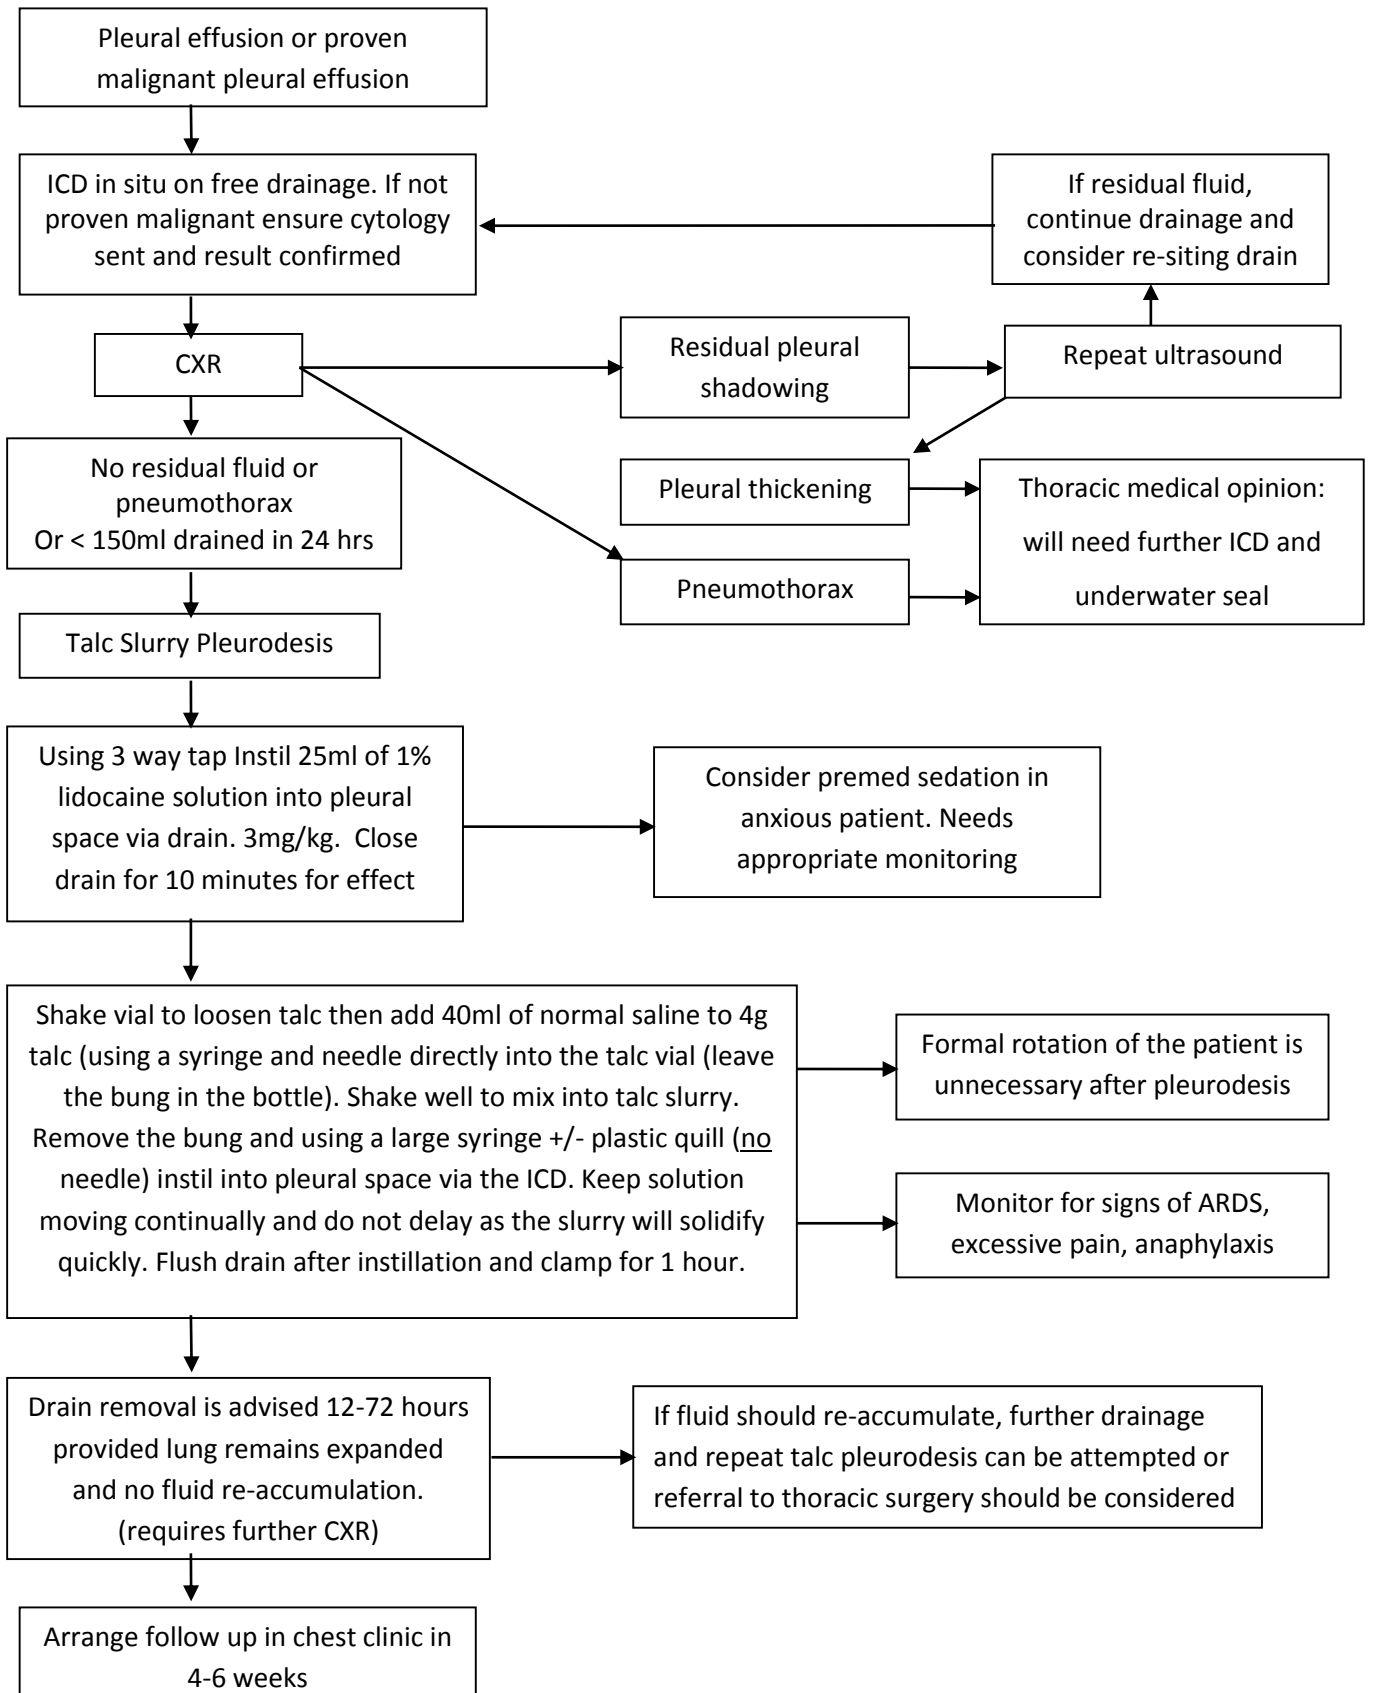 Pleural effusion or proven
malignant pleural effusion
ICD in situ on free drainage. If not
proven malignant ensure cytology
sent and result confirmed
If residual fluid,
continue drainage and
consider re-siting drain
CXR
Residual pleural
shadowing
Repeat ultrasound
No residual fluid or
pneumothorax
Or < 150ml drained in 24 hrs
Pleural thickening
Thoracic medical opinion:
will need further ICD and
underwater seal
Pneumothorax
Talc Slurry Pleurodesis
Using 3 way tap Instil 25ml of 1%
lidocaine solution into pleural
space via drain. 3mg/kg.  Close
drain for 10 minutes for effect
Consider premed sedation in
anxious patient. Needs
appropriate monitoring
Shake vial to loosen talc then add 40ml of normal saline to 4g
talc (using a syringe and needle directly into the talc vial (leave
the bung in the bottle). Shake well to mix into talc slurry.
Remove the bung and using a large syringe +/- plastic quill (no
needle) instil into pleural space via the ICD. Keep solution
moving continually and do not delay as the slurry will solidify
quickly. Flush drain after instillation and clamp for 1 hour.
Formal rotation of the patient is
unnecessary after pleurodesis
Monitor for signs of ARDS,
excessive pain, anaphylaxis
Drain removal is advised 12-72 hours
provided lung remains expanded
and no fluid re-accumulation.
(requires further CXR)
If fluid should re-accumulate, further drainage
and repeat talc pleurodesis can be attempted or
referral to thoracic surgery should be considered
Arrange follow up in chest clinic in
4-6 weeks